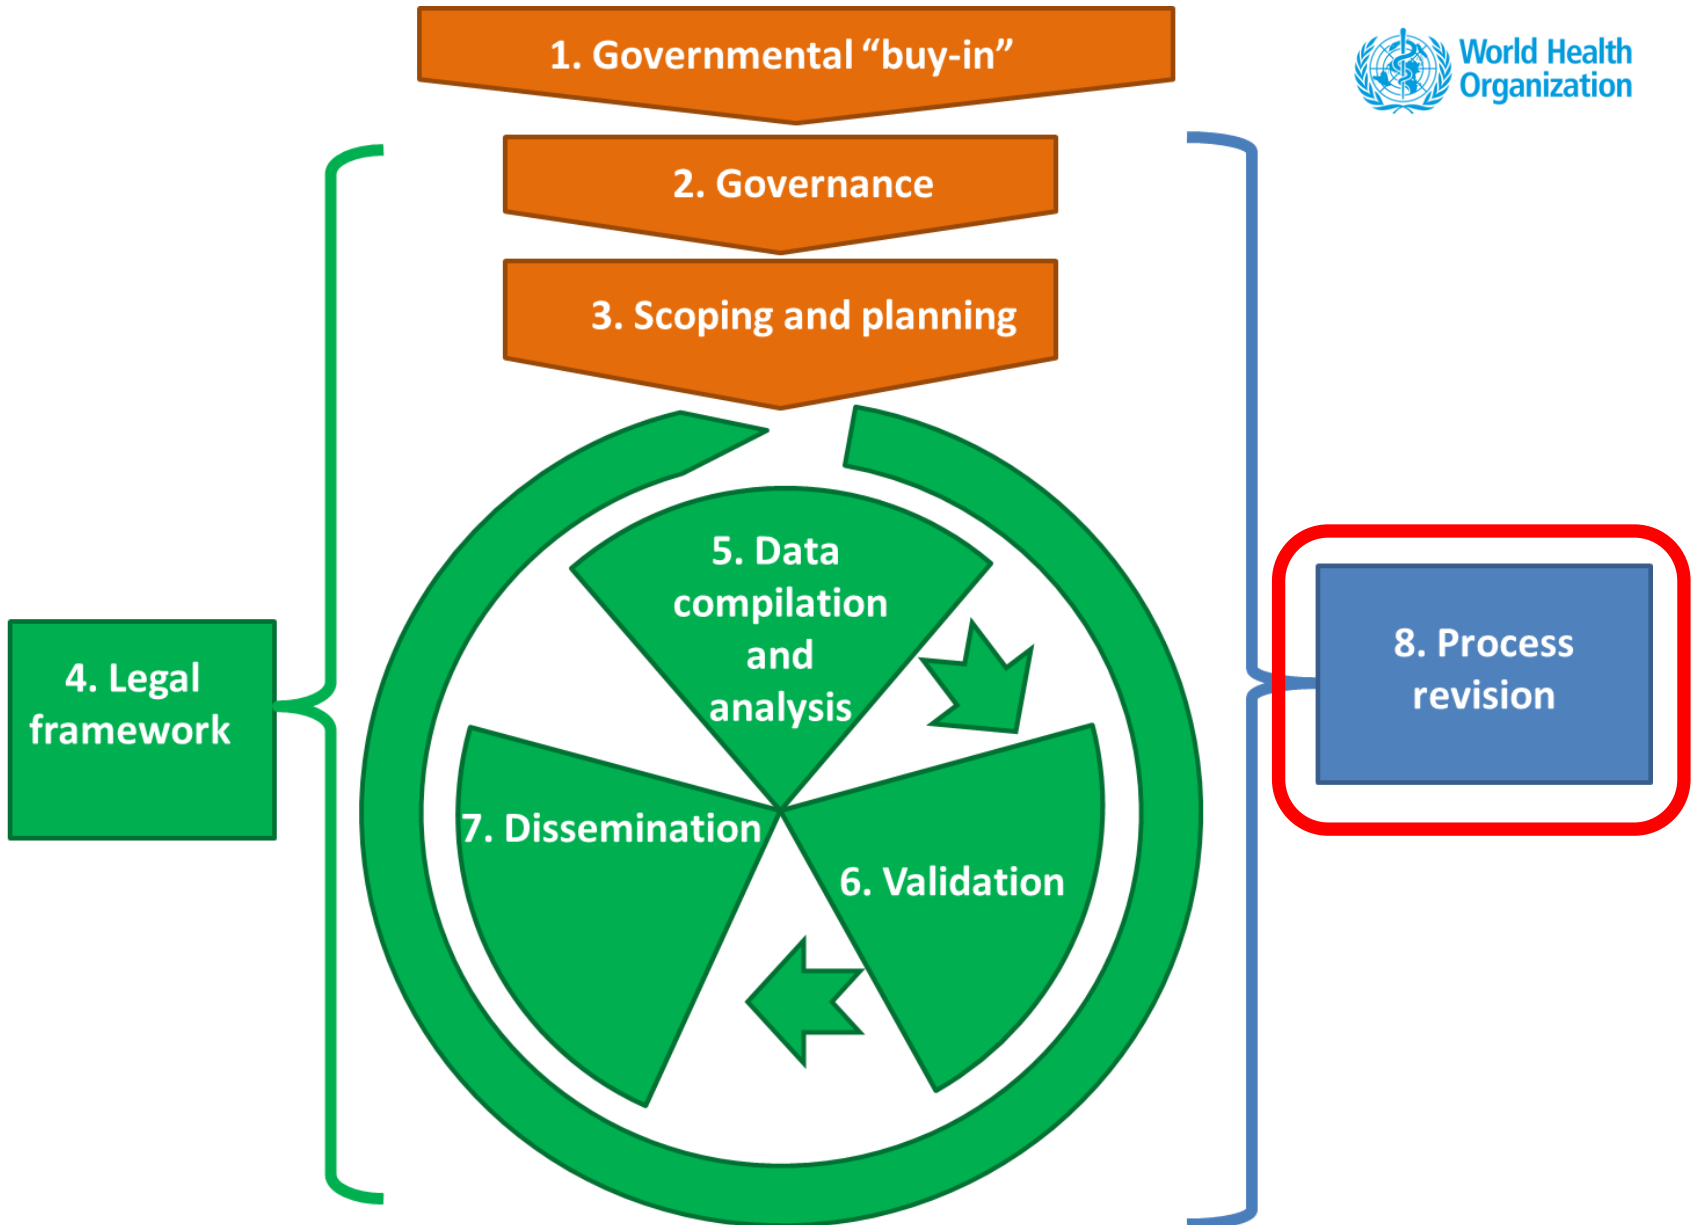 1. Governmental “buy-in”
World Health
Organization
2. Governance
3. Scoping and planning
5. Data
compilation
and
analysis
4. Legal
framework
8. Process
revision
7. Dissemination
6. Validation